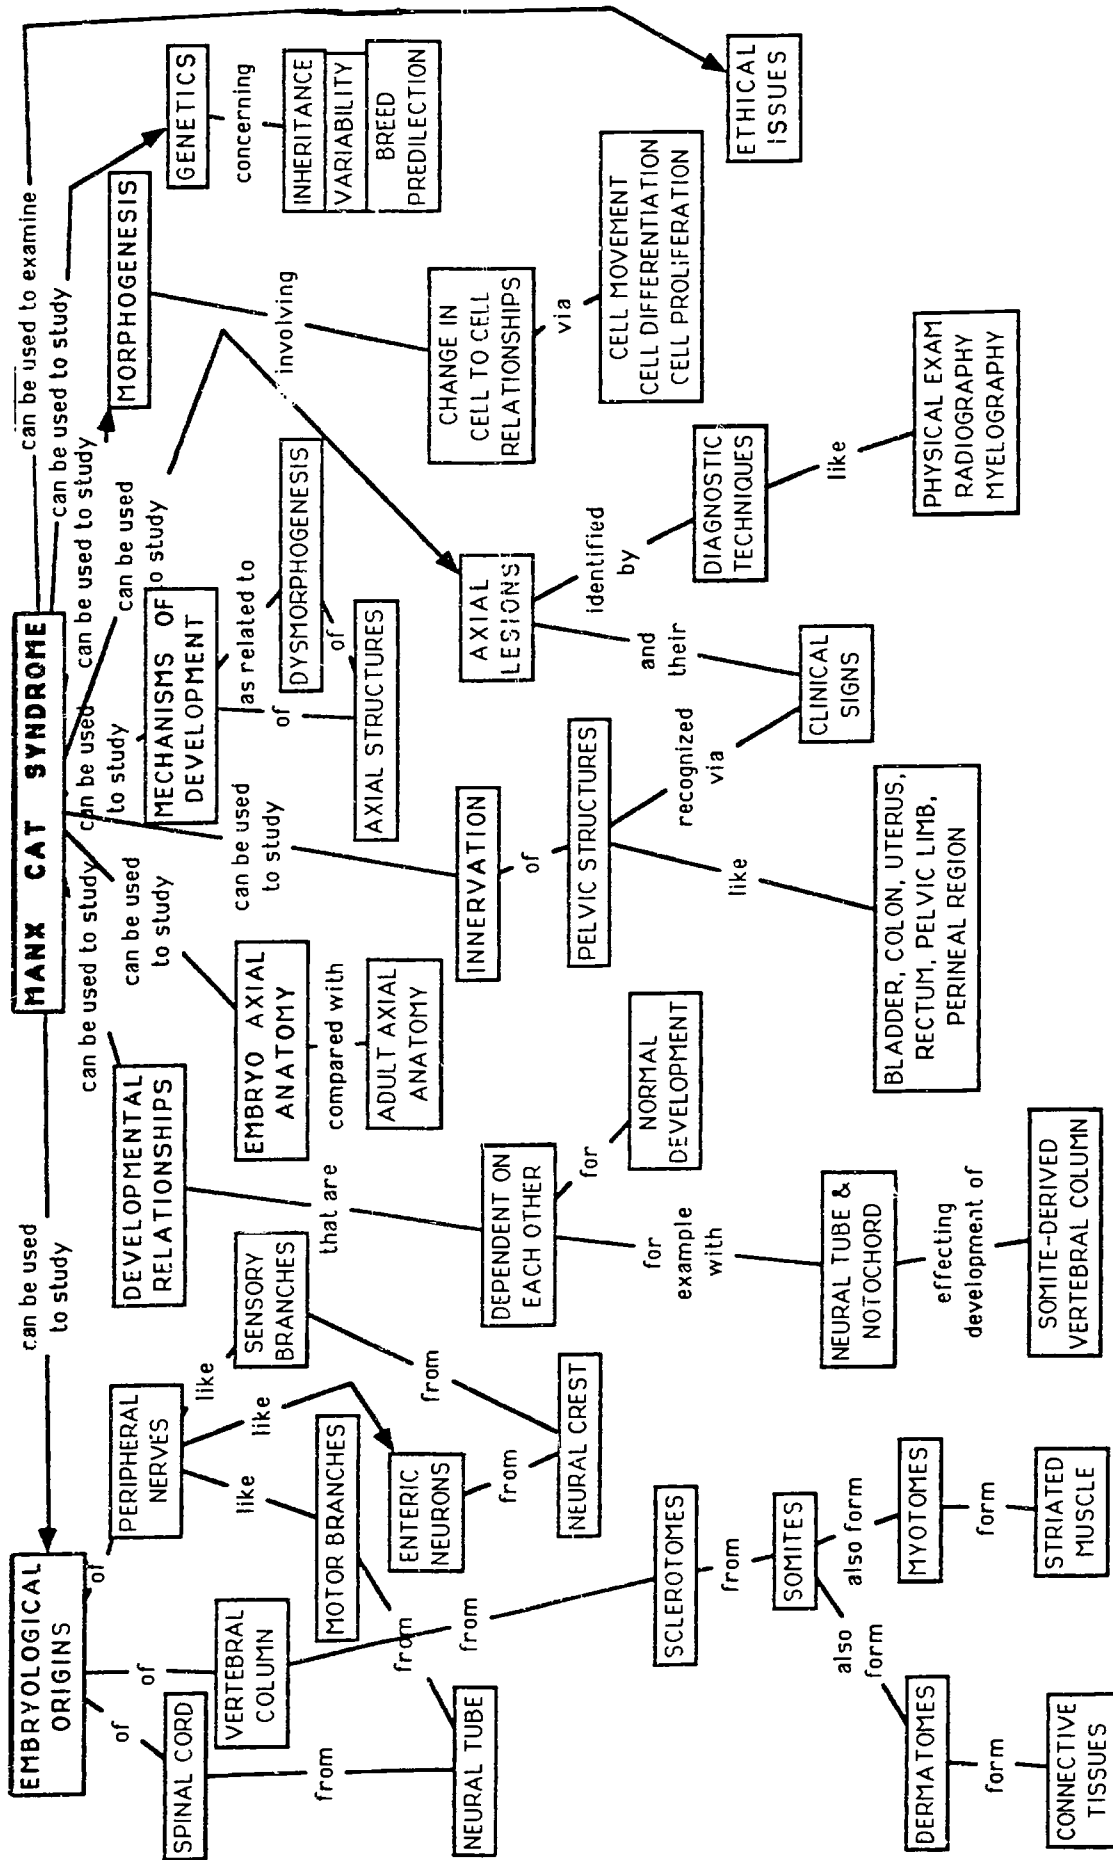 MANX CAT SYNDROME
can be used
to study
can be used to study
can be used
to study
can be used
to study
can be used
to study
can be used
to study
can be used to study
can be used to study
can be used to examine
EMBRYOLOGICAL
ORIGINS
of
SPINAL CORD
from
NEURAL TUBE
of
VERTEBRAL
COLUMN
from
SCLEROTOMES
from
SOMITES
also
form
DERMATOMES
form
CONNECTIVE
TISSUES
also form
MYOTOMES
form
STRIATED
MUSCLE
of
PERIPHERAL
NERVES
like
MOTOR BRANCHES
from
like
ENTERIC
NEURONS
from
NEURAL CREST
like
SENSORY
BRANCHES
from
DEVELOPMENTAL
RELATIONSHIPS
that are
DEPENDENT ON
EACH OTHER
for
NORMAL
DEVELOPMENT
for
example
with
NEURAL TUBE &
NOTOCHORD
effecting
development of
SOMITE-DERIVED
VERTEBRAL COLUMN
EMBRYO AXIAL
ANATOMY
compared with
ADULT AXIAL
ANATOMY
INNERVATION
of
PELVIC STRUCTURES
like
BLADDER, COLON, UTERUS,
RECTUM, PELVIC LIMB,
PERINEAL REGION
recognized
via
CLINICAL
SIGNS
MECHANISMS OF
DEVELOPMENT
of
AXIAL STRUCTURES
as related to
DYSMORPHOGENESIS
of
AXIAL
LESIONS
and their
identified
by
DIAGNOSTIC
TECHNIQUES
like
PHYSICAL EXAM
RADIOGRAPHY
MYELOGRAPHY
MORPHOGENESIS
involving
CHANGE IN
CELL TO CELL
RELATIONSHIPS
via
CELL MOVEMENT
CELL DIFFERENTIATION
CELL PROLIFERATION
GENETICS
concerning
INHERITANCE
VARIABILITY
BREED
PREDILECTION
ETHICAL
ISSUES